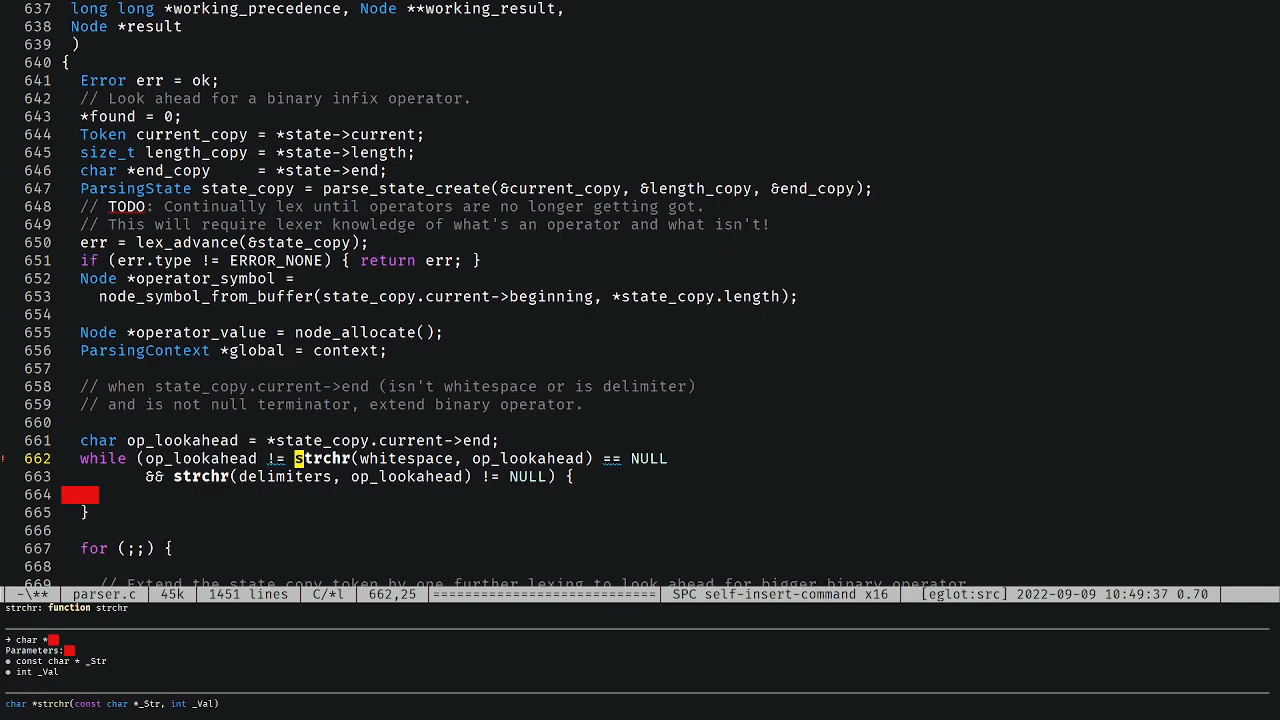 637 long long *working_precedence, Node **working_result,
638 Node *result
639 )
640 {
641 Error err = ok;
642 // Look ahead for a binary infix operator.
643 *found = 0;
644 Token current_copy = *state->current;
645 size_t length_copy = *state->length;
646 char *end_copy     = *state->end;
647 ParsingState state_copy = parse_state_create(&current_copy, &length_copy, &end_copy);
648 // TODO: Continually lex until operators are no longer getting got.
649 // This will require lexer knowledge of what's an operator and what isn't!
650 err = lex_advance(&state_copy);
651 if (err.type != ERROR_NONE) { return err; }
652 Node *operator_symbol =
653 node_symbol_from_buffer(state_copy.current->beginning, *state_copy.length);
654
655 Node *operator_value = node_allocate();
656 ParsingContext *global = context;
657
658 // when state_copy.current->end (isn't whitespace or is delimiter)
659 // and is not null terminator, extend binary operator.
660
661 char op_lookahead = *state_copy.current->end;
! 662 while (op_lookahead != strchr(whitespace, op_lookahead) == NULL
663 && strchr(delimiters, op_lookahead) != NULL) {
664
665 }
666
667 for (;;) {
668
669 // Extend the state copy token by one further lexing to look ahead for bigger binary operator
-\** parser.c 45k 1451 lines C/*l 662,25 =========================== SPC self-insert-command x16 [eglot:src] 2022-09-09 10:49:37 0.70
strchr: function strchr
→ char *
Parameters:
● const char * _Str
● int _Val
char *strchr(const char *_Str, int _Val)